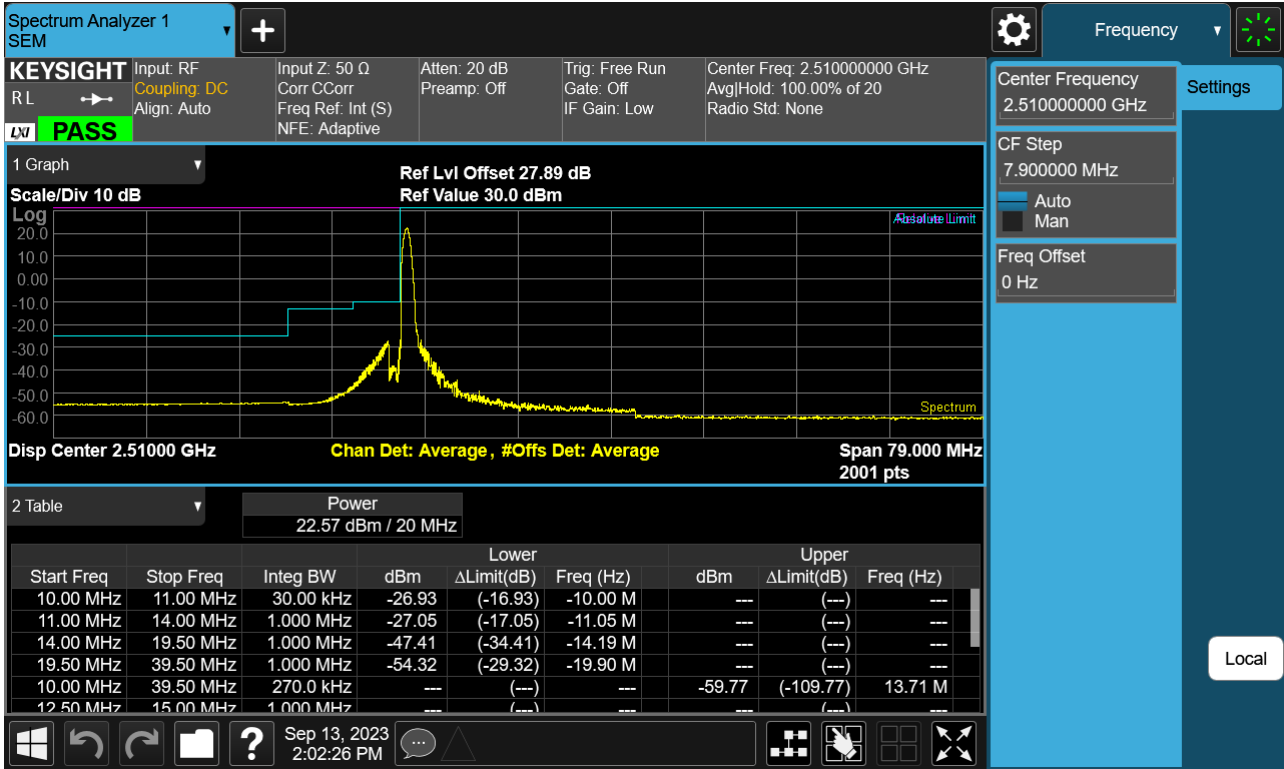 Spectrum Analyzer 1
SEM
Frequency
KEYSIGHT
R L
LXI
PASS
Input: RF
Coupling: DC
Align: Auto
Input Z: 50 Ω
Corr CCorr
Freq Ref: Int (S)
NFE: Adaptive
Atten: 20 dB
Preamp: Off
Trig: Free Run
Gate: Off
IF Gain: Low
Center Freq: 2.510000000 GHz
Avg|Hold: 100.00% of 20
Radio Std: None
Center Frequency
2.510000000 GHz
Settings
CF Step
7.900000 MHz
Auto
Man
Freq Offset
0 Hz
Local
1 Graph
Ref Lvl Offset 27.89 dB
Scale/Div 10 dB
Ref Value 30.0 dBm
Log
Absolute Limit
20.0
10.0
0.00
-10.0
-20.0
-30.0
-40.0
-50.0
-60.0
Spectrum
Disp Center 2.51000 GHz
Chan Det: Average , #Offs Det: Average
Span 79.000 MHz
2001 pts
2 Table
Power
22.57 dBm / 20 MHz
Lower Upper
Start Freq Stop Freq Integ BW dBm ΔLimit(dB) Freq (Hz) dBm ΔLimit(dB) Freq (Hz)
10.00 MHz 11.00 MHz 30.00 kHz -26.93 (-16.93) -10.00 M --- (---) ---
11.00 MHz 14.00 MHz 1.000 MHz -27.05 (-17.05) -11.05 M --- (---) ---
14.00 MHz 19.50 MHz 1.000 MHz -47.41 (-34.41) -14.19 M --- (---) ---
19.50 MHz 39.50 MHz 1.000 MHz -54.32 (-29.32) -19.90 M --- (---) ---
10.00 MHz 39.50 MHz 270.0 kHz --- (---) --- -59.77 (-109.77) 13.71 M
12.50 MHz 15.00 MHz 1.000 MHz --- (---) --- --- (---) ---
Sep 13, 2023
2:02:26 PM